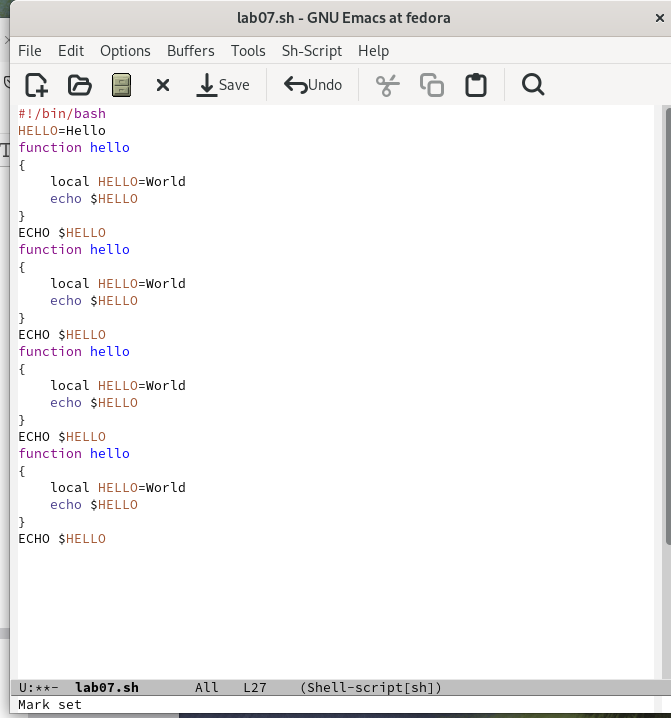 lab07.sh - GNU Emacs at fedora
File Edit Options Buffers Tools Sh-Script Help
Save Undo
#!/bin/bash
HELLO=Hello
function hello
{
    local HELLO=World
    echo $HELLO
}
ECHO $HELLO
function hello
{
    local HELLO=World
    echo $HELLO
}
ECHO $HELLO
function hello
{
    local HELLO=World
    echo $HELLO
}
ECHO $HELLO
function hello
{
    local HELLO=World
    echo $HELLO
}
ECHO $HELLO
U:**- lab07.sh All L27 (Shell-script[sh])
Mark set